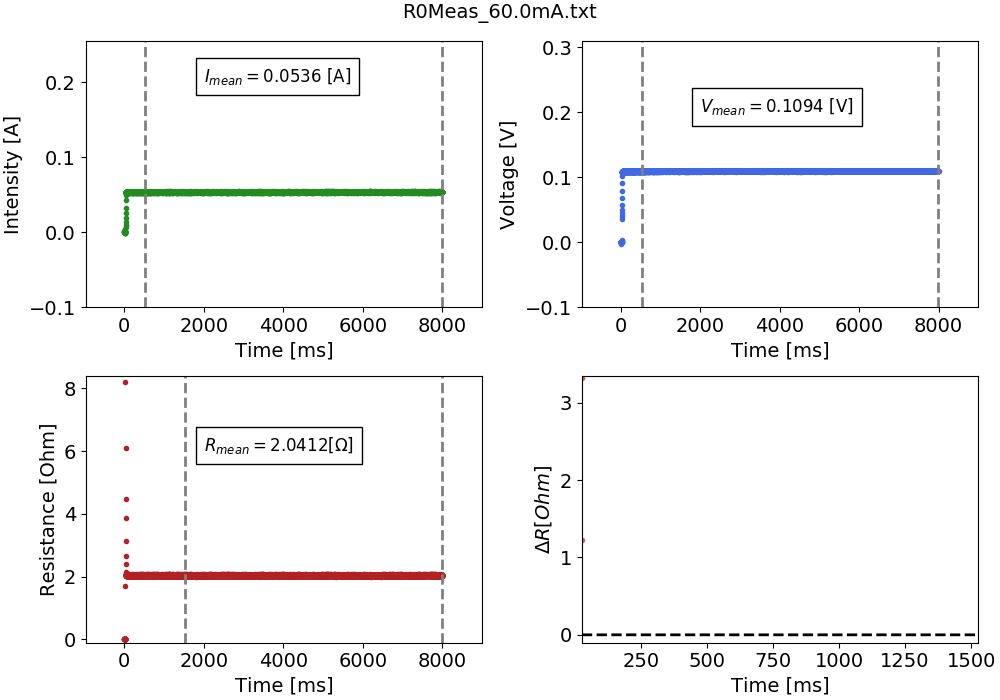 R0Meas_60.0mA.txt
Intensity [A]
0.2
0.1
0.0
−0.1
I_mean = 0.0536 [A]
0 2000 4000 6000 8000
Time [ms]
Voltage [V]
0.3
0.2
0.1
0.0
−0.1
V_mean = 0.1094 [V]
0 2000 4000 6000 8000
Time [ms]
Resistance [Ohm]
8
6
4
2
0
R_mean = 2.0412[Ω]
0 2000 4000 6000 8000
Time [ms]
ΔR[Ohm]
3
2
1
0
250 500 750 1000 1250 1500
Time [ms]